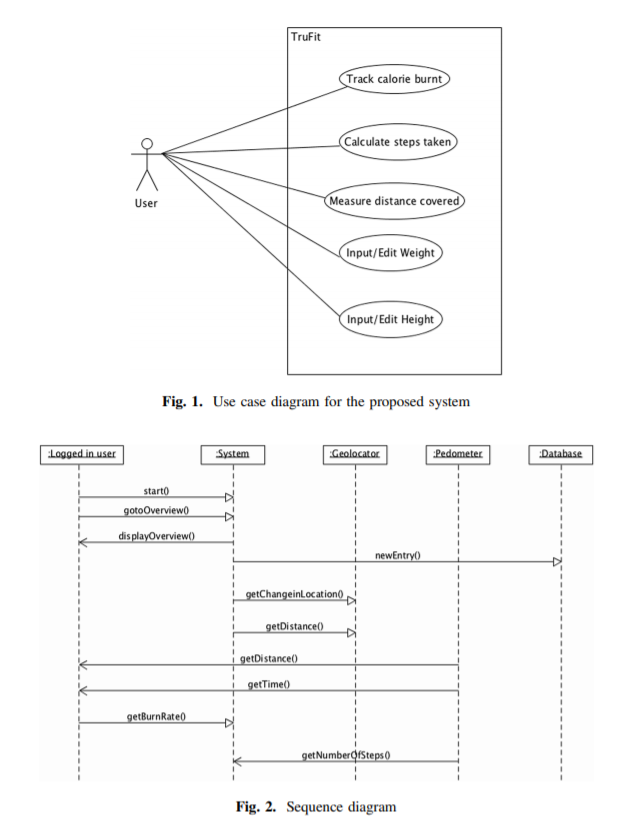 TruFit
Track calorie burnt
Calculate steps taken
Measure distance covered
User
Input/Edit Weight
Input/Edit Height
Fig. 1. Use case diagram for the proposed system
:Logged in user :System :Geolocator :Pedometer :Database
start()
gotoOverview()
displayOverview()
newEntry()
getChangeinLocation()
getDistance()
getDistance()
getTime()
getBurnRate()
getNumberOfSteps()
Fig. 2. Sequence diagram